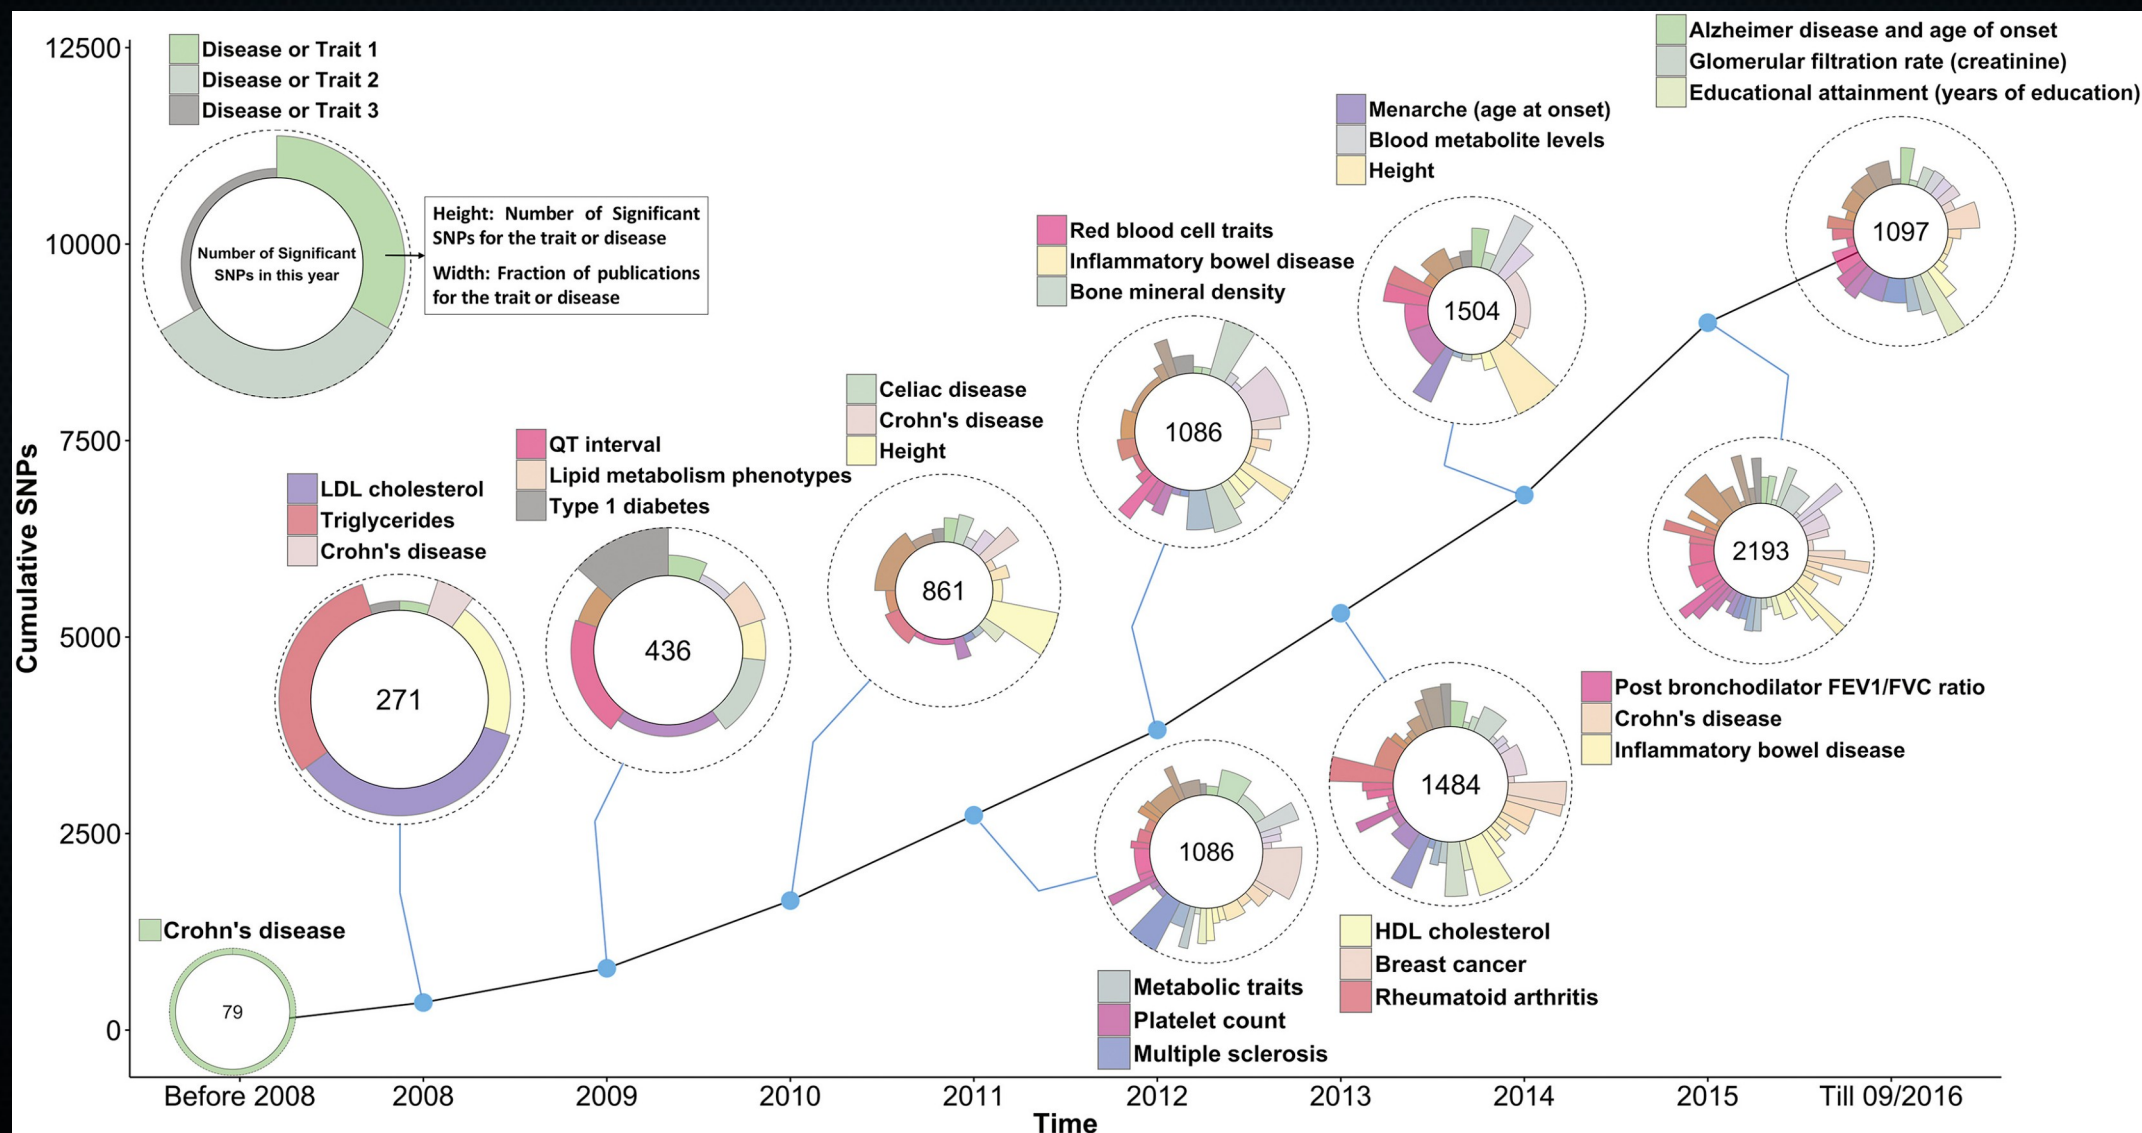 12500
10000
7500
5000
2500
0
Cumulative SNPs
Disease or Trait 1
Disease or Trait 2
Disease or Trait 3
Number of Significant
SNPs in this year
Height: Number of Significant
SNPs for the trait or disease
Width: Fraction of publications
for the trait or disease
Crohn's disease
79
LDL cholesterol
Triglycerides
Crohn's disease
271
QT interval
Lipid metabolism phenotypes
Type 1 diabetes
436
Celiac disease
Crohn's disease
Height
861
Red blood cell traits
Inflammatory bowel disease
Bone mineral density
1086
1086
Metabolic traits
Platelet count
Multiple sclerosis
Menarche (age at onset)
Blood metabolite levels
Height
1504
1484
HDL cholesterol
Breast cancer
Rheumatoid arthritis
Alzheimer disease and age of onset
Glomerular filtration rate (creatinine)
Educational attainment (years of education)
1097
2193
Post bronchodilator FEV1/FVC ratio
Crohn's disease
Inflammatory bowel disease
Before 2008
2008
2009
2010
2011
2012
2013
2014
2015
Till 09/2016
Time